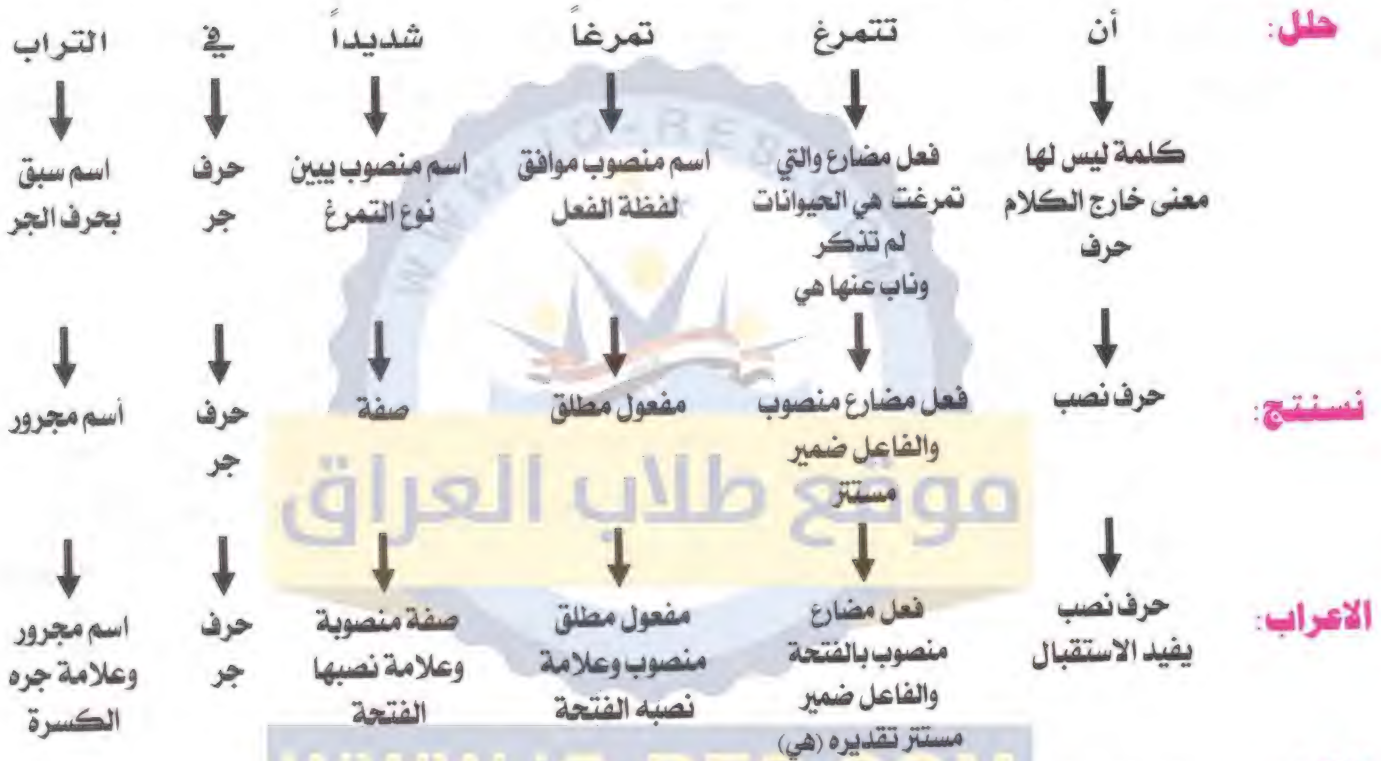 حلل: أن تتمرغ تمرغاً شديداً في التراب
كلمة ليس لها فعل مضارع والتي اسم منصوب موافق اسم منصوب يبين حرف اسم سبق
معنى خارج الكلام تمرغت هي الحيوانات لفظة الفعل نوع التمرغ جر بحرف الجر
حرف لم تذكر
وناب عنها هي
نستنتج: حرف نصب فعل مضارع منصوب مفعول مطلق صفة حرف أسم مجرور
والفاعل ضمير جر
مستتر
موقع طلاب العراق
الاعراب: حرف نصب فعل مضارع مفعول مطلق صفة منصوبة حرف اسم مجرور
يفيد الاستقبال منصوب بالفتحة منصوب وعلامة وعلامة نصبها جر وعلامة جره
والفاعل ضمير نصبه الفتحة الفتحة الكسرة
مستتر تقديره (هي)